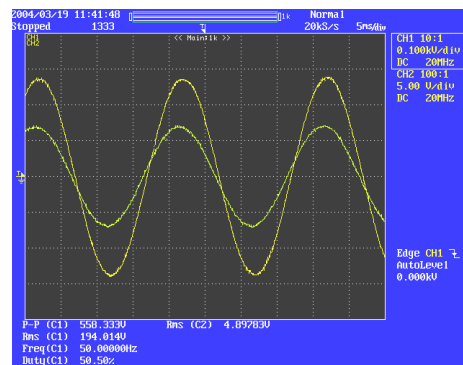 2004/03/19 11:41:48 1k Normal
Stopped 1333 20kS/s 5ms/div
CH1
CH2
<< Main:1k >>
CH1 10:1
0.100kV/div
DC 20MHz
CH2 100:1
5.00 V/div
DC 20MHz
Edge CH1
AutoLevel
0.000kV
P-P (C1) 558.333V Rms (C2) 4.89783V
Rms (C1) 194.014V
Freq(C1) 50.00000Hz
Duty(C1) 50.50%